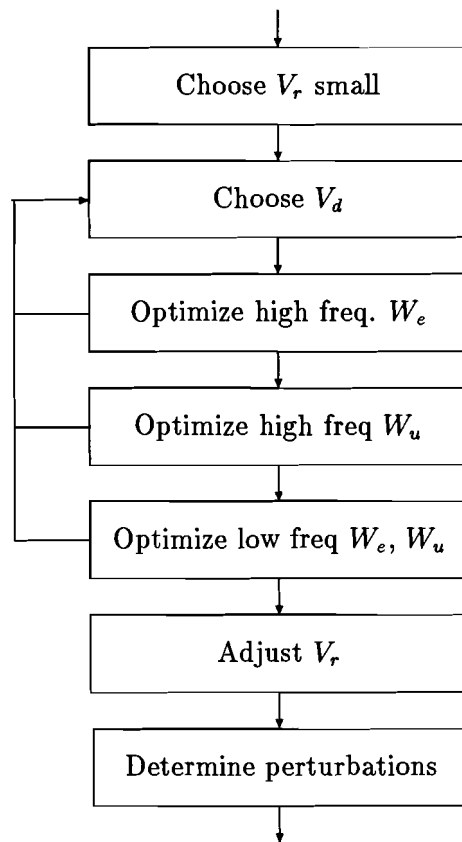 Choose V_r small
Choose V_d
Optimize high freq. W_e
Optimize high freq W_u
Optimize low freq W_e, W_u
Adjust V_r
Determine perturbations